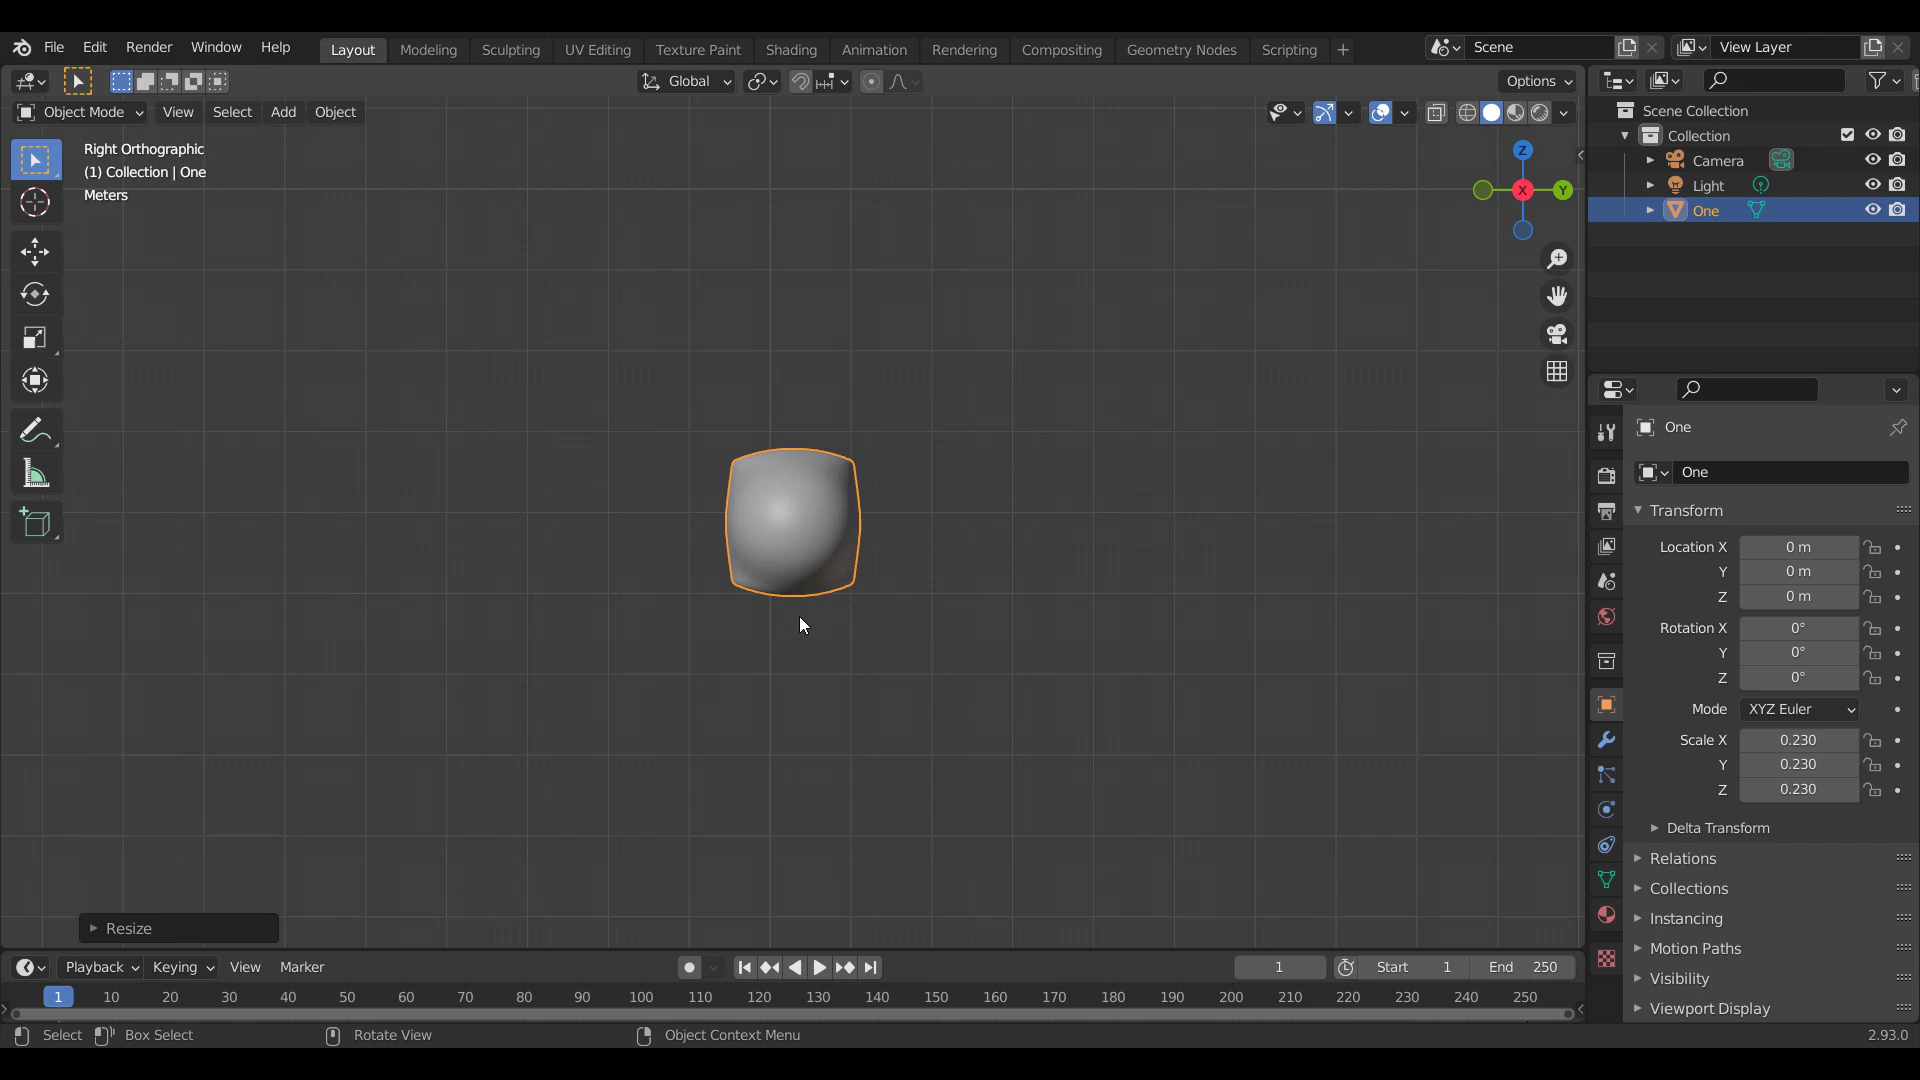 File Edit Render Window Help
Layout Modeling Sculpting UV Editing Texture Paint Shading Animation Rendering Compositing Geometry Nodes Scripting +
Scene
View Layer
Global
Options
Object Mode View Select Add Object
Right Orthographic
(1) Collection | One
Meters
Z
X
Y
Scene Collection
Collection
Camera
Light
One
One
One
Transform
Location X 0 m
Y 0 m
Z 0 m
Rotation X 0°
Y 0°
Z 0°
Mode XYZ Euler
Scale X 0.230
Y 0.230
Z 0.230
Delta Transform
Relations
Collections
Instancing
Motion Paths
Visibility
Viewport Display
Resize
Playback Keying View Marker
1
Start 1
End 250
1 10 20 30 40 50 60 70 80 90 100 110 120 130 140 150 160 170 180 190 200 210 220 230 240 250
Select Box Select Rotate View Object Context Menu 2.93.0